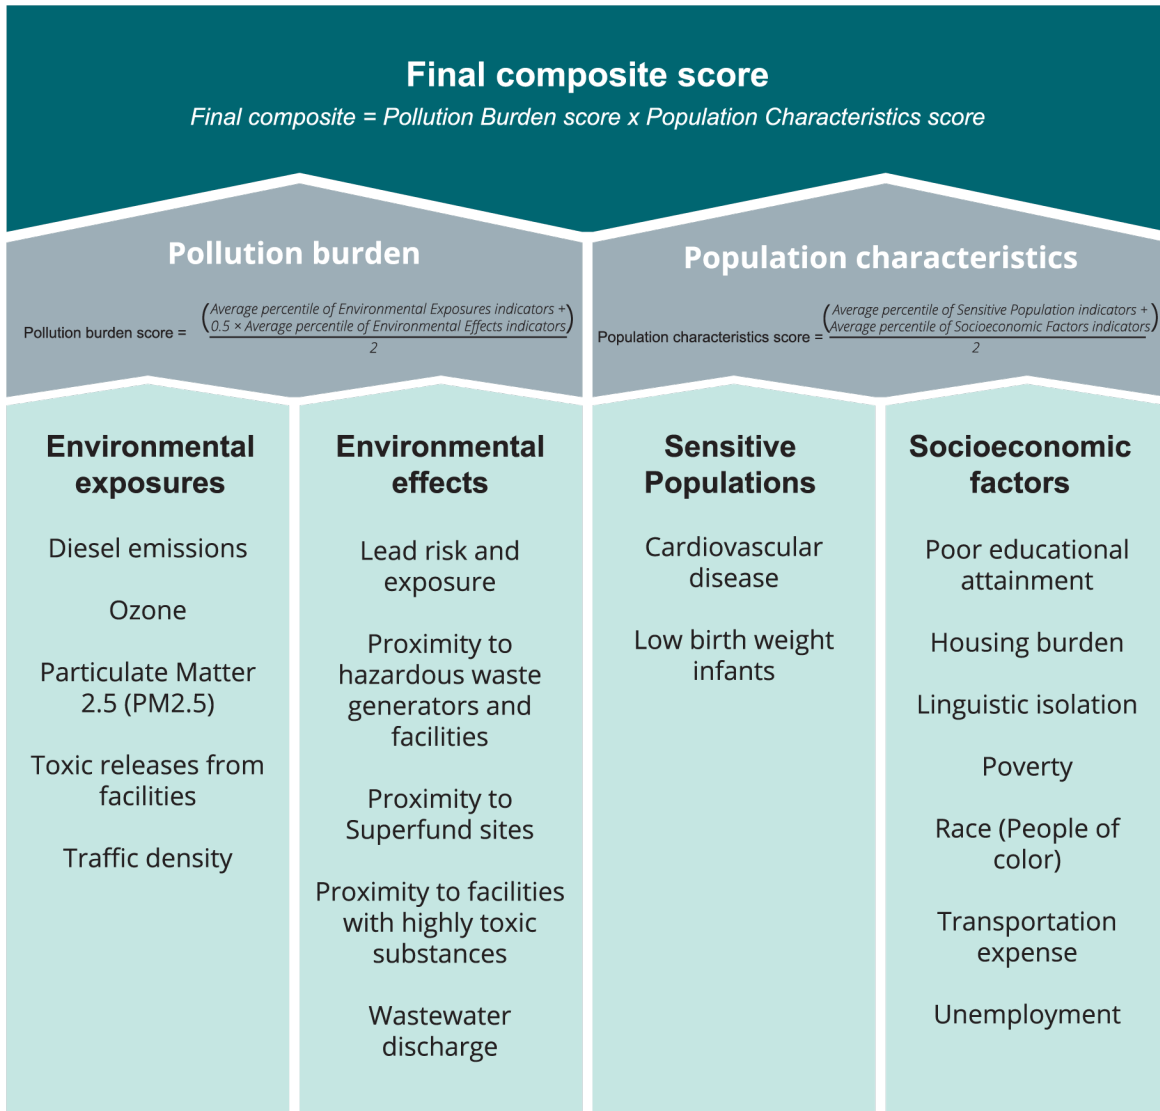 Final composite score
Final composite = Pollution Burden score x Population Characteristics score
Pollution burden
Pollution burden score =
(Average percentile of Environmental Exposures indicators +
0.5 × Average percentile of Environmental Effects indicators)
2
Population characteristics
Population characteristics score =
(Average percentile of Sensitive Population indicators +
Average percentile of Socioeconomic Factors indicators)
2
Environmental
exposures
Diesel emissions
Ozone
Particulate Matter
2.5 (PM2.5)
Toxic releases from
facilities
Traffic density
Environmental
effects
Lead risk and
exposure
Proximity to
hazardous waste
generators and
facilities
Proximity to
Superfund sites
Proximity to facilities
with highly toxic
substances
Wastewater
discharge
Sensitive
Populations
Cardiovascular
disease
Low birth weight
infants
Socioeconomic
factors
Poor educational
attainment
Housing burden
Linguistic isolation
Poverty
Race (People of
color)
Transportation
expense
Unemployment